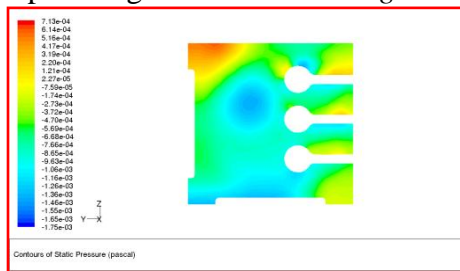 7.13e-04
6.14e-04
5.16e-04
4.17e-04
3.19e-04
2.20e-04
1.21e-04
2.27e-05
-7.59e-05
-1.74e-04
-2.73e-04
-3.72e-04
-4.70e-04
-5.69e-04
-6.68e-04
-7.66e-04
-8.65e-04
-9.63e-04
-1.06e-03
-1.16e-03
-1.26e-03
-1.36e-03
-1.46e-03
-1.55e-03
-1.65e-03
-1.75e-03
Z
Y
X
Contours of Static Pressure (pascal)